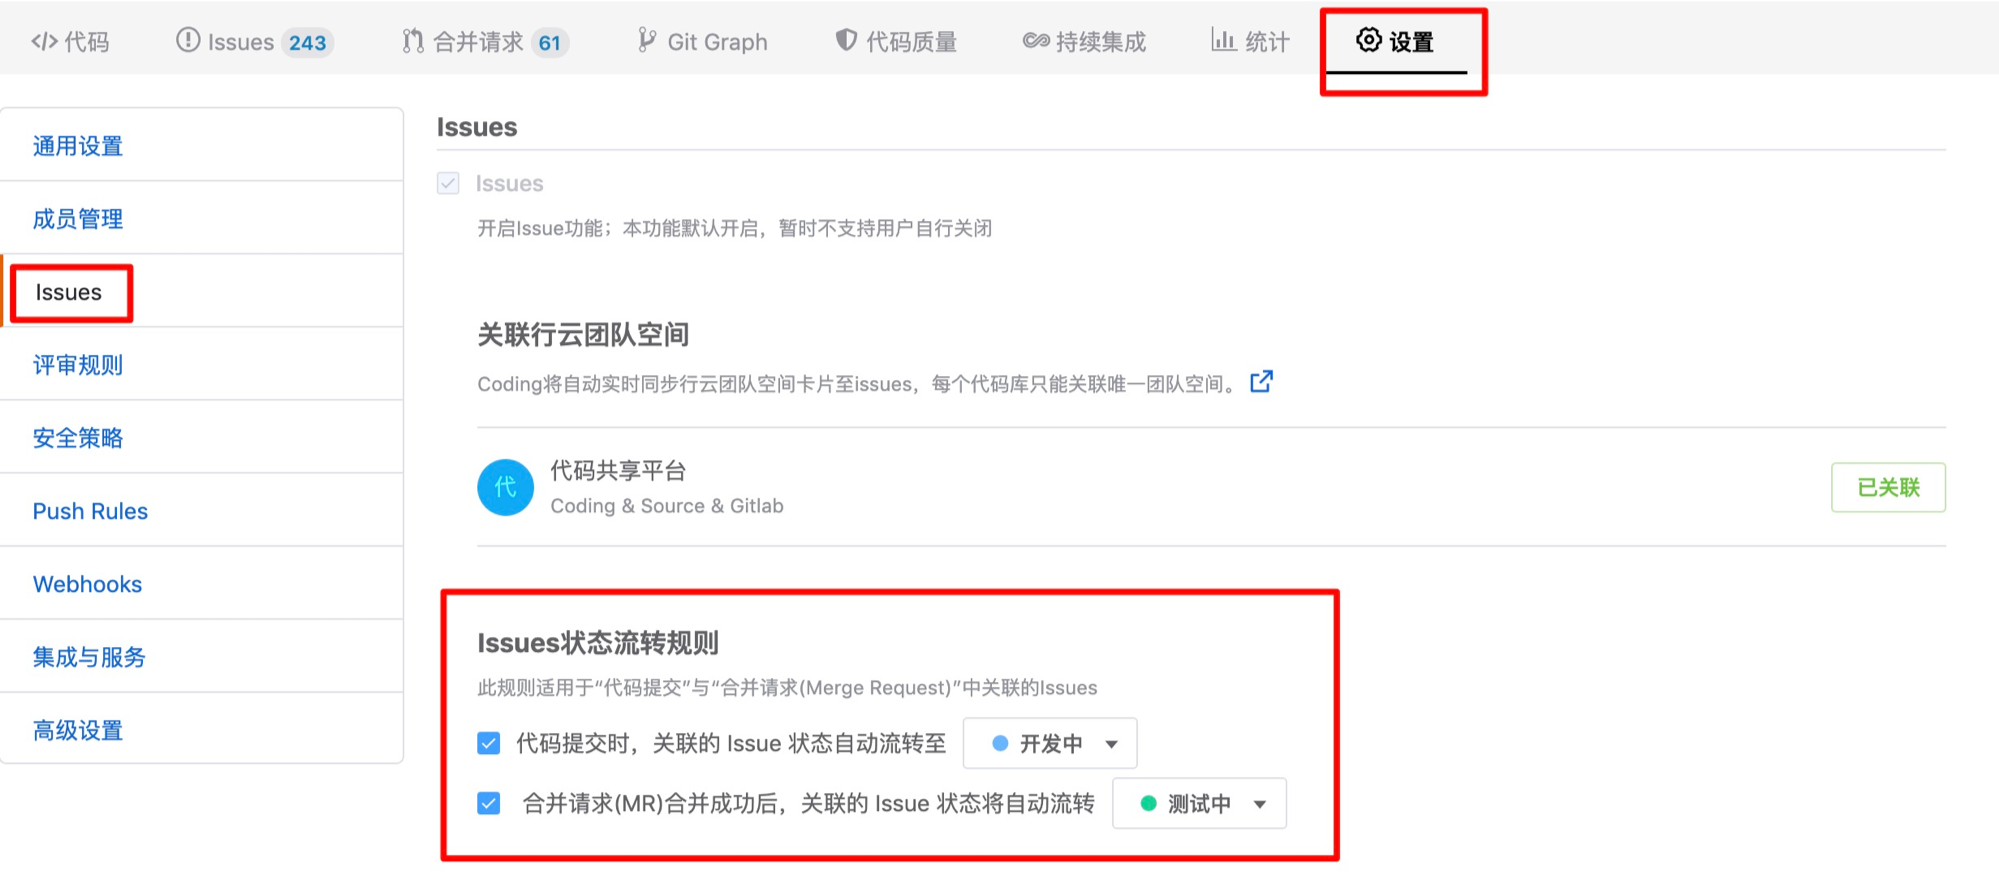 代码
Issues 243
合并请求 61
Git Graph
代码质量
持续集成
统计
设置
通用设置
成员管理
Issues
评审规则
安全策略
Push Rules
Webhooks
集成与服务
高级设置
Issues
Issues
开启Issue功能；本功能默认开启，暂时不支持用户自行关闭
关联行云团队空间
Coding将自动实时同步行云团队空间卡片至issues，每个代码库只能关联唯一团队空间。
代
代码共享平台
Coding & Source & Gitlab
已关联
Issues状态流转规则
此规则适用于“代码提交”与“合并请求(Merge Request)”中关联的Issues
代码提交时，关联的 Issue 状态自动流转至 开发中
合并请求(MR)合并成功后，关联的 Issue 状态将自动流转 测试中